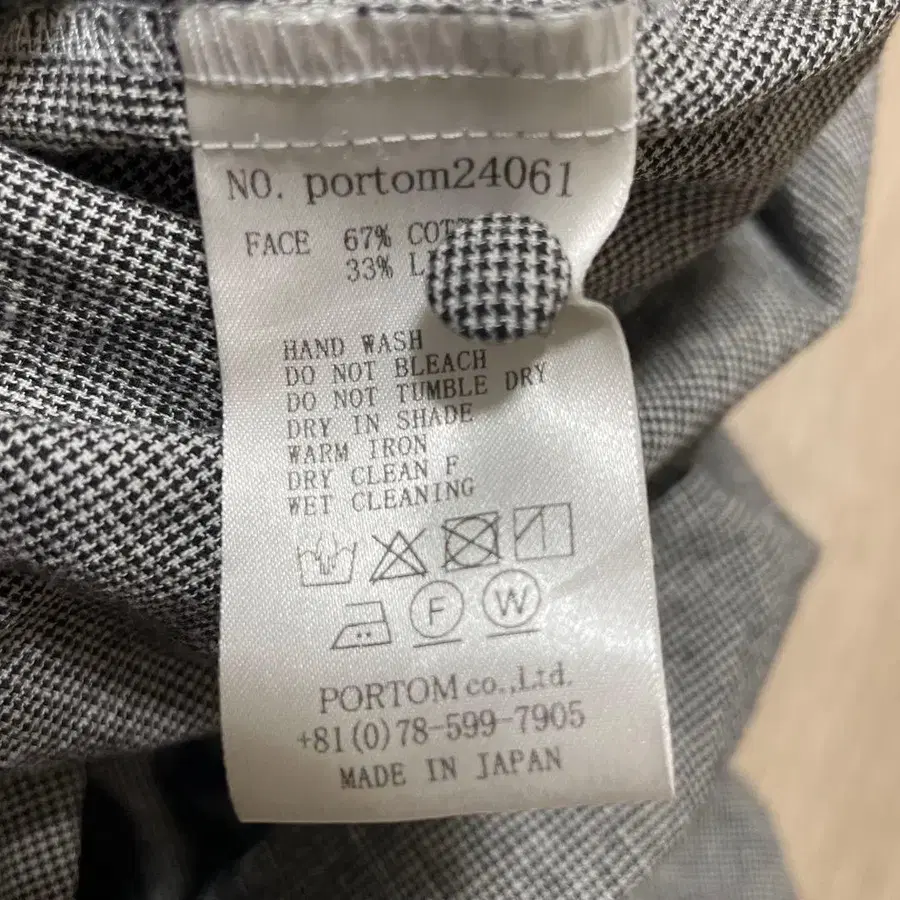 NO. portom24061
FACE 67%
33%
HAND WASH
DO NOT BLEACH
DO NOT TUMBLE DRY
DRY IN SHADE
WARM IRON
DRY CLEAN F
WET CLEANING
F W
PORTOM co.,Ltd.
+81(0)78-599-7905
MADE IN JAPAN